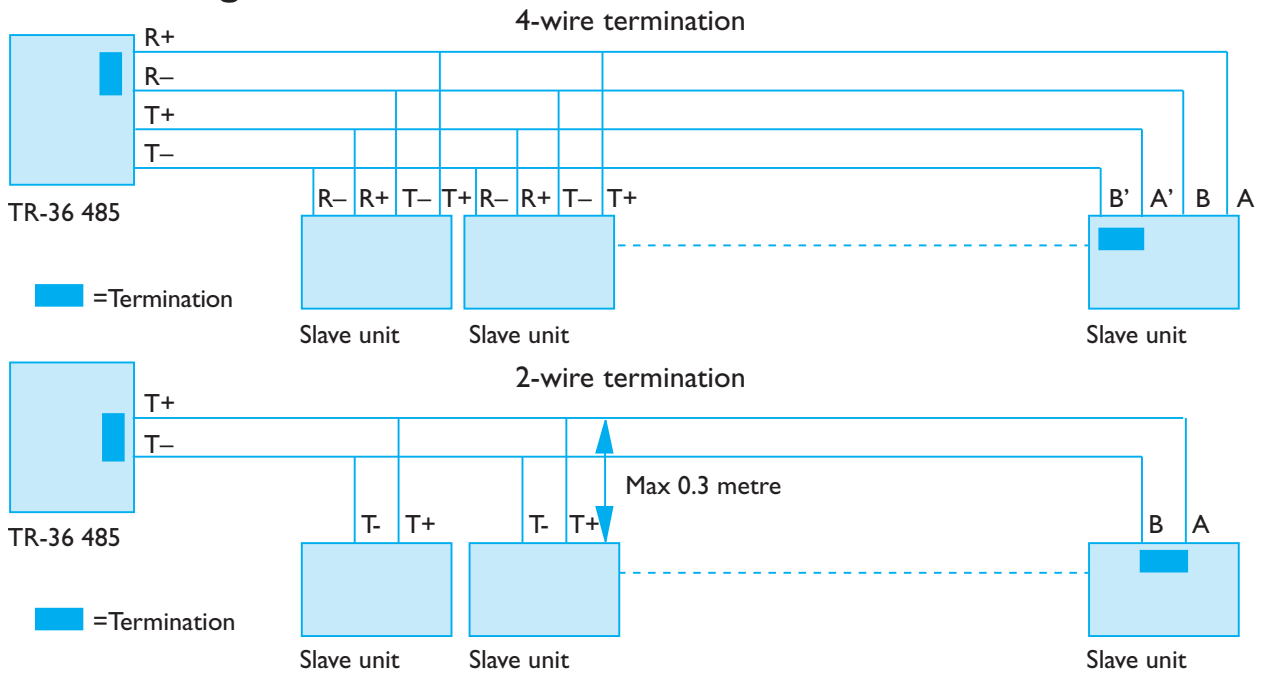 4-wire termination
R+
R–
T+
T–
R– R+ T– T+ R– R+ T– T+
B’ A’ B A
TR-36 485
=Termination
Slave unit
Slave unit
Slave unit
2-wire termination
T+
T–
Max 0.3 metre
T- T+
T- T+
B A
TR-36 485
=Termination
Slave unit
Slave unit
Slave unit